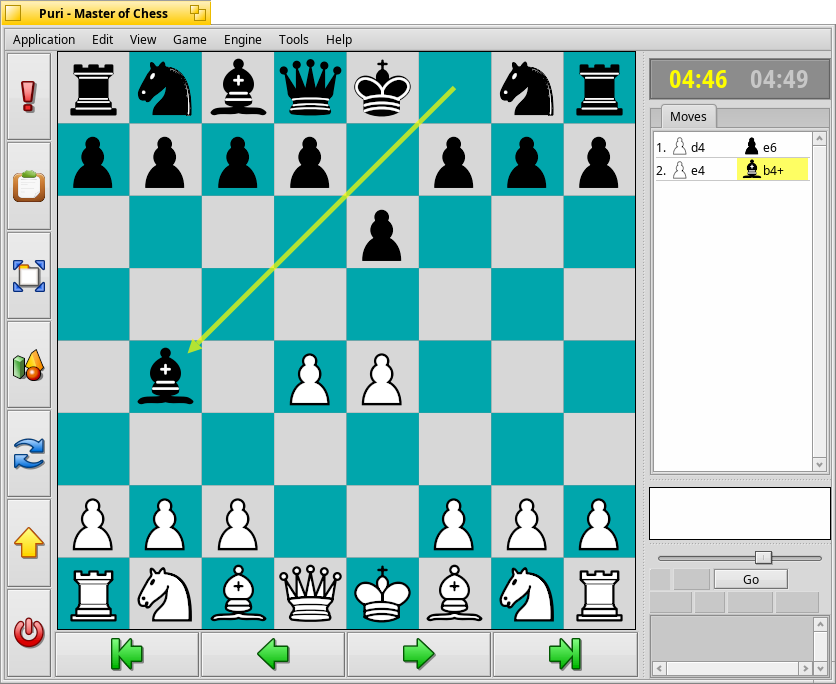 Puri - Master of Chess
Application Edit View Game Engine Tools Help
04:46 04:49
Moves
1. d4 e6
2. e4 b4+
Go